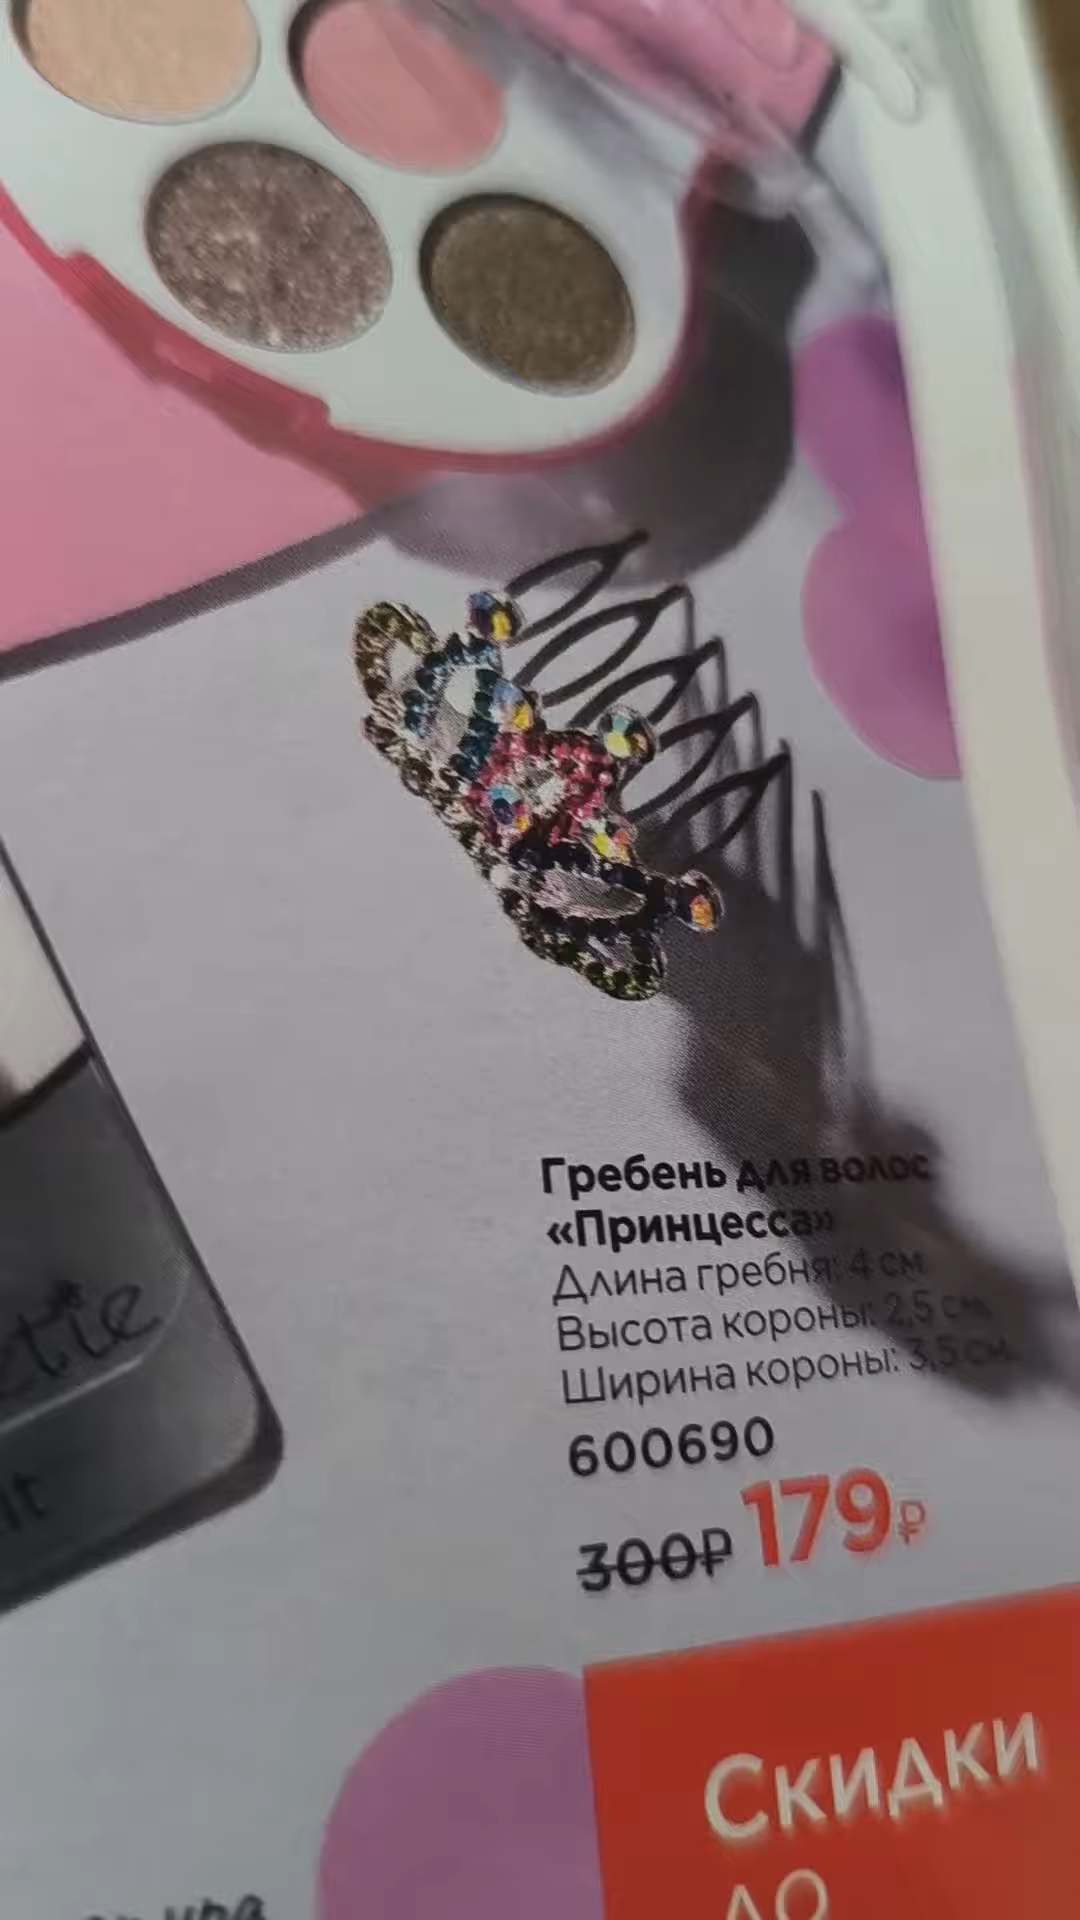 Гребень для волос
«Принцесса»
Длина гребня: 4 см
Высота короны: 2,5 см
Ширина короны: 3,5 см
600690
300₽ 179₽
Скидки
до